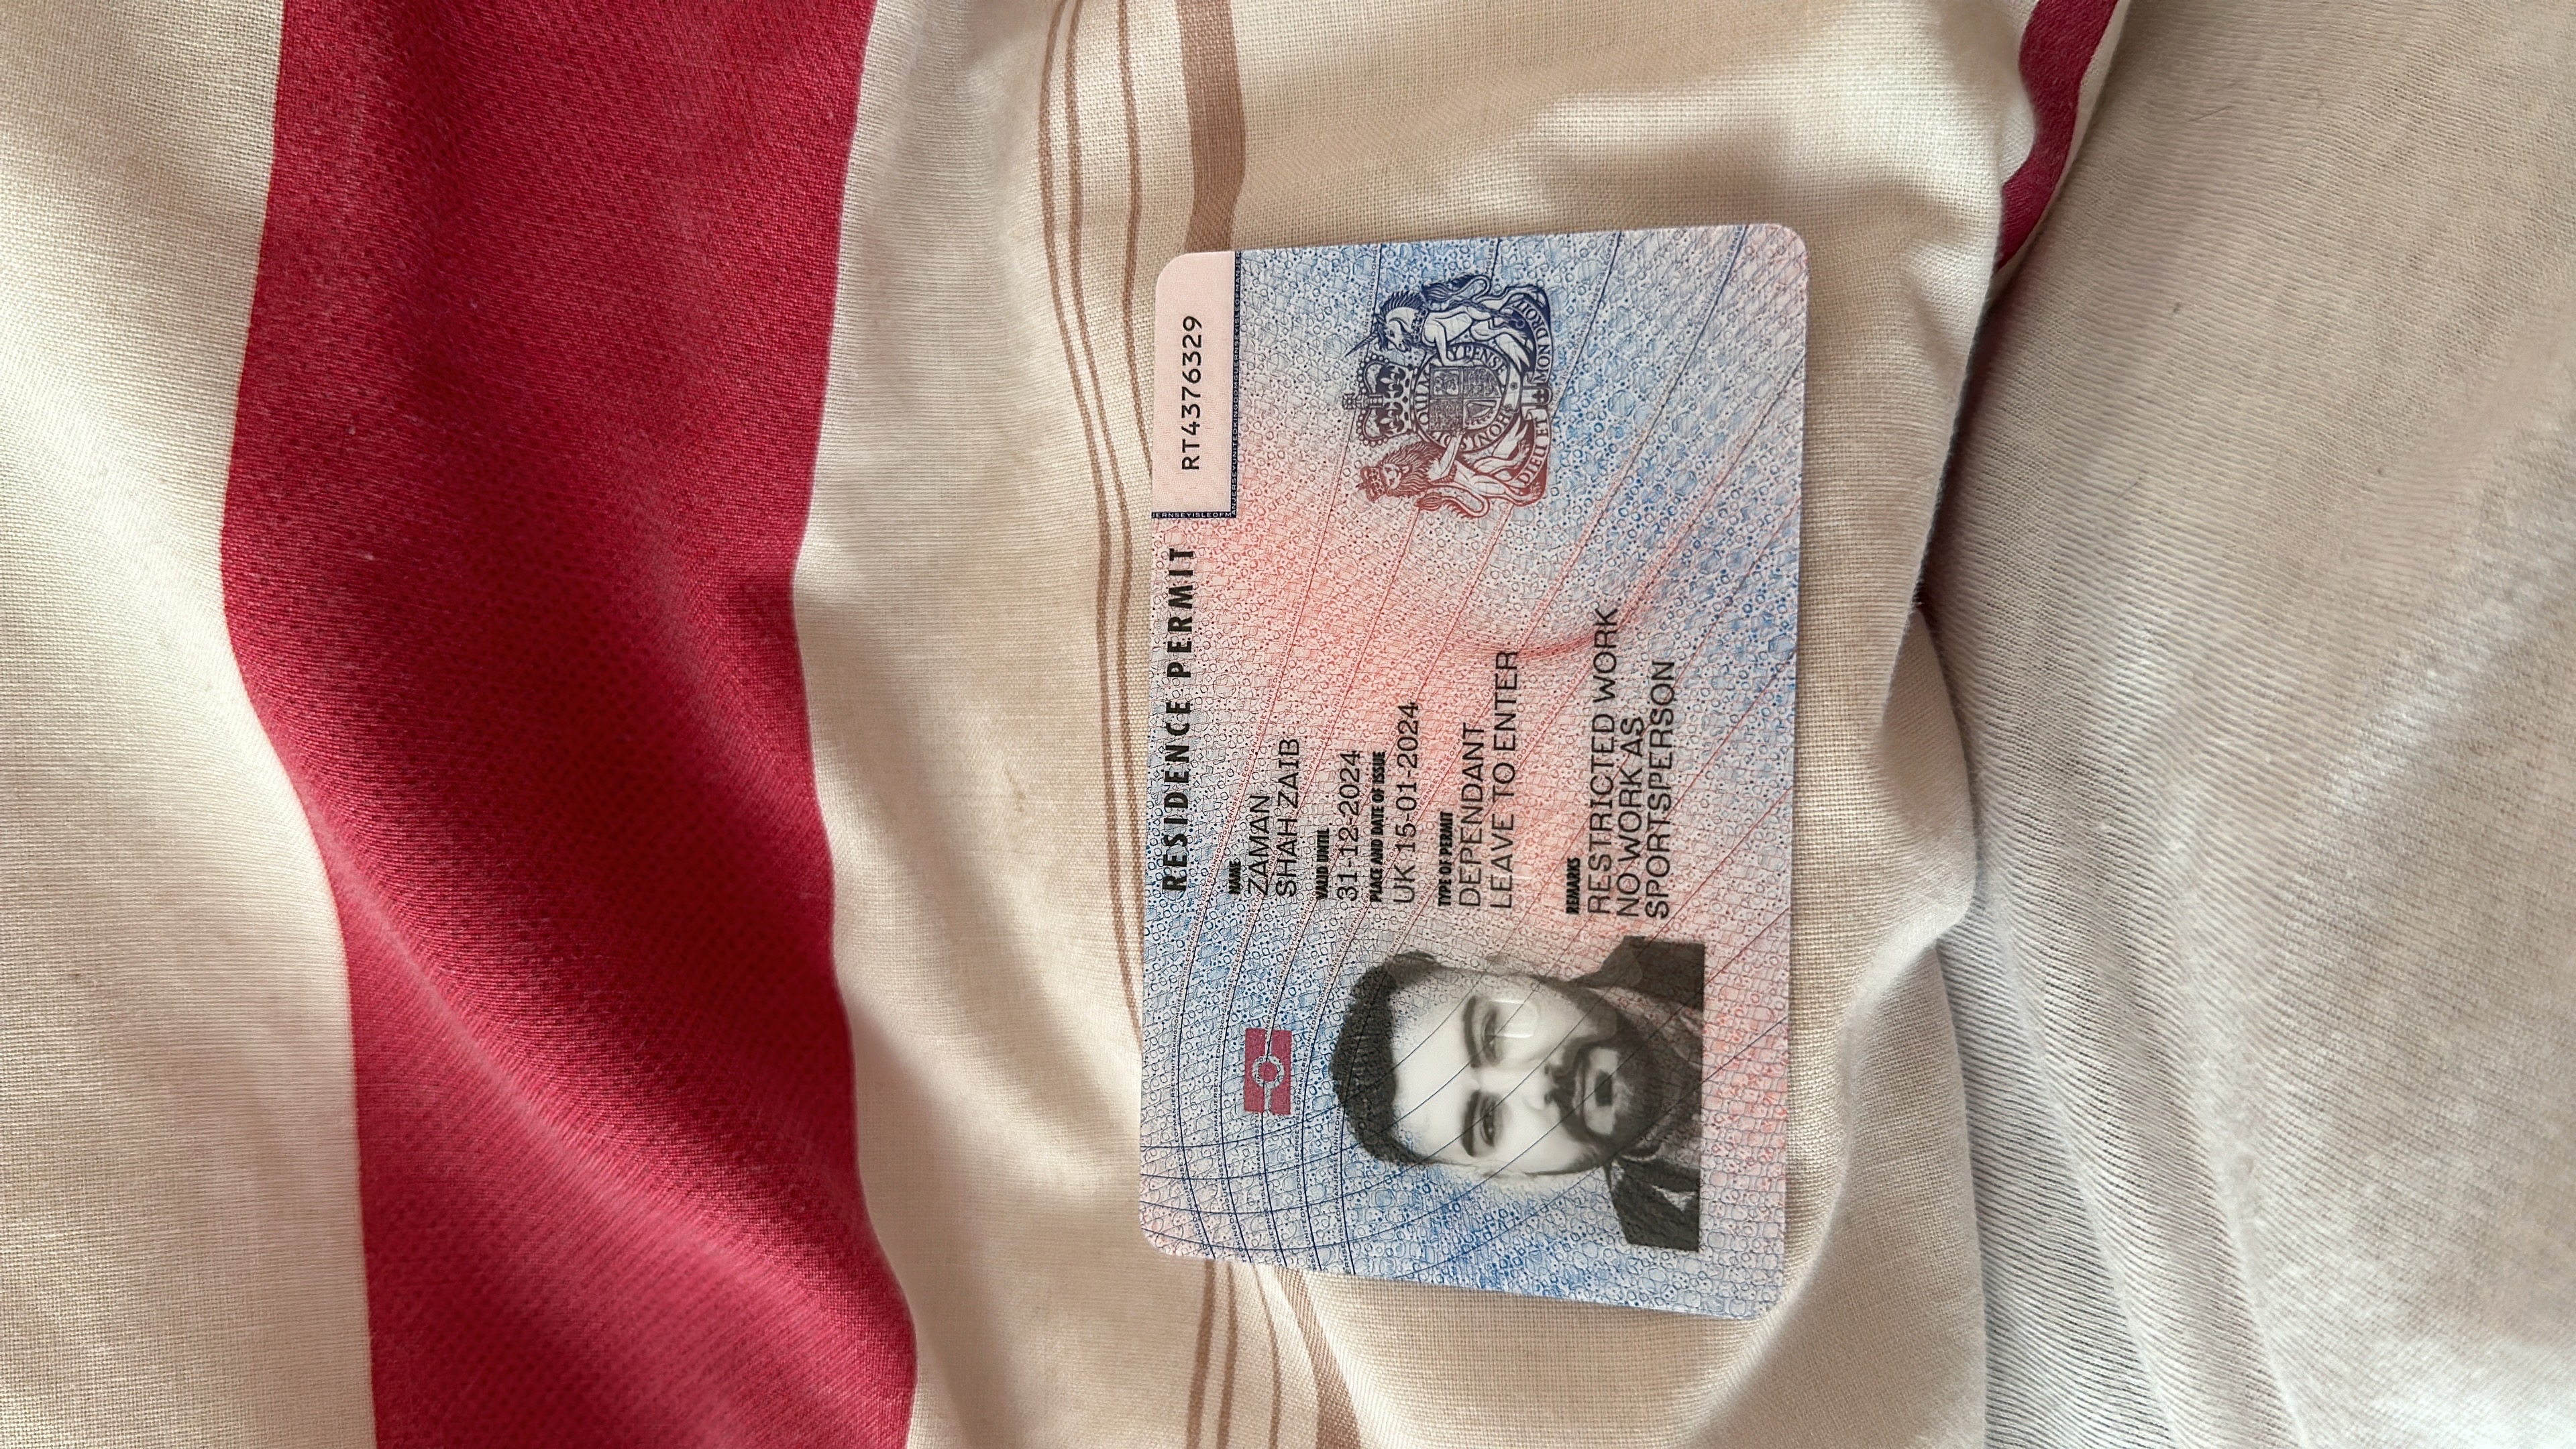 RESIDENCE PERMIT
RT4376329
NAME
ZAMAN
SHAH ZAIB
VALID UNTIL
31-12-2024
PLACE AND DATE OF ISSUE
UK 15-01-2024
TYPE OF PERMIT
DEPENDANT
LEAVE TO ENTER
REMARKS
RESTRICTED WORK
NO WORK AS
SPORTSPERSON
DIEU ET MON DROIT